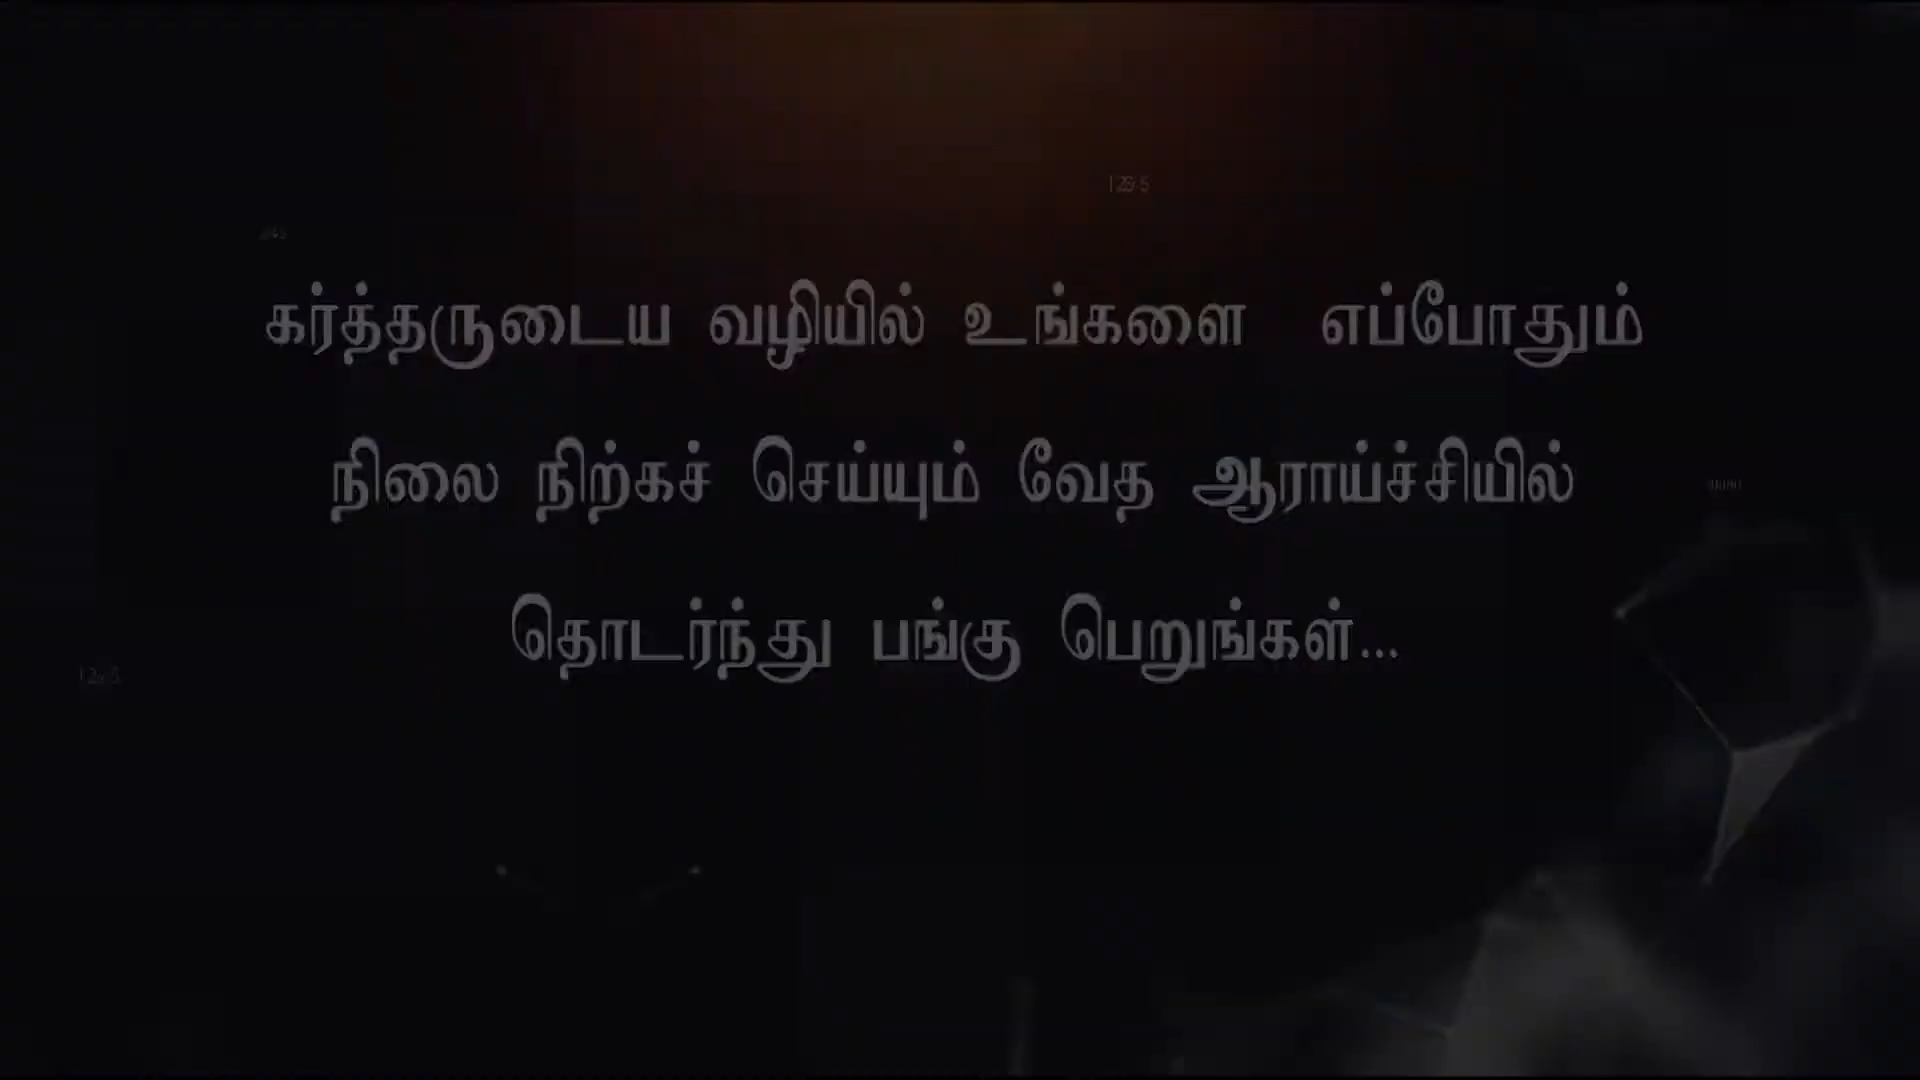 கர்த்தருடைய வழியில் உங்களை எப்போதும்
நிலை நிற்கச் செய்யும் வேத ஆராய்ச்சியில்
தொடர்ந்து பங்கு பெறுங்கள்...